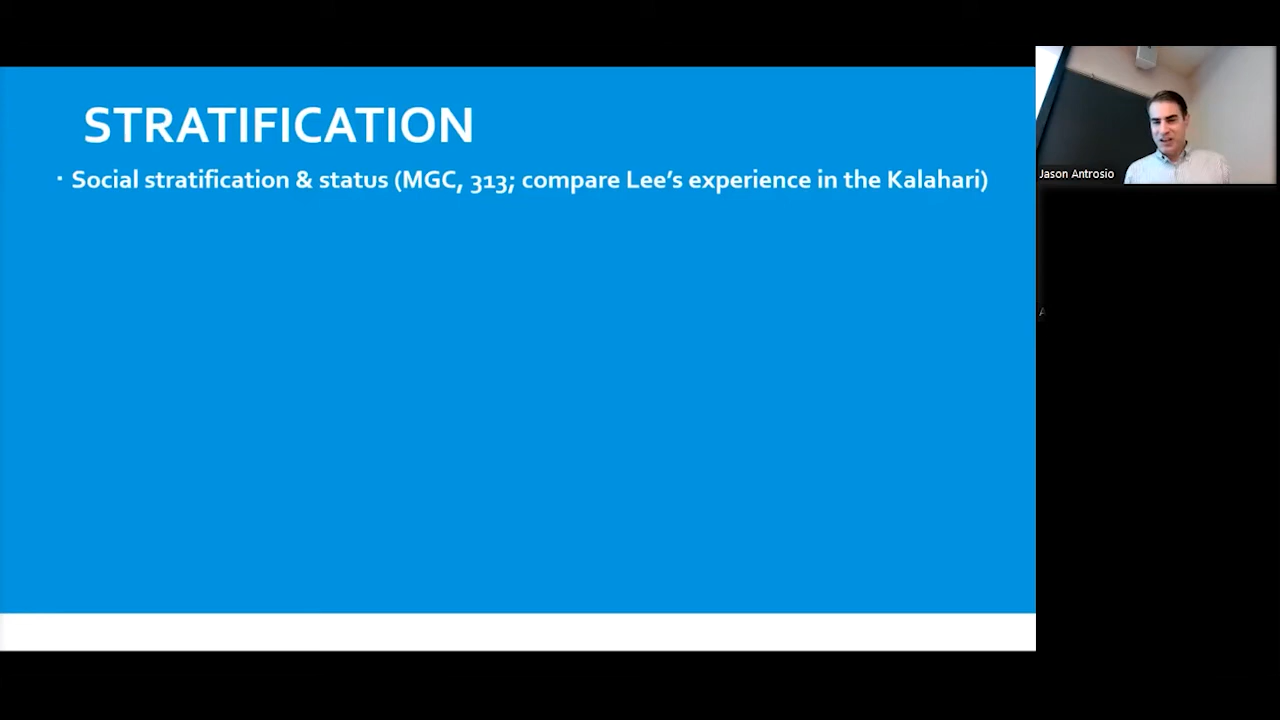 STRATIFICATION
· Social stratification & status (MGC, 313; compare Lee's experience in the Kalahari)
Jason Antrosio
A